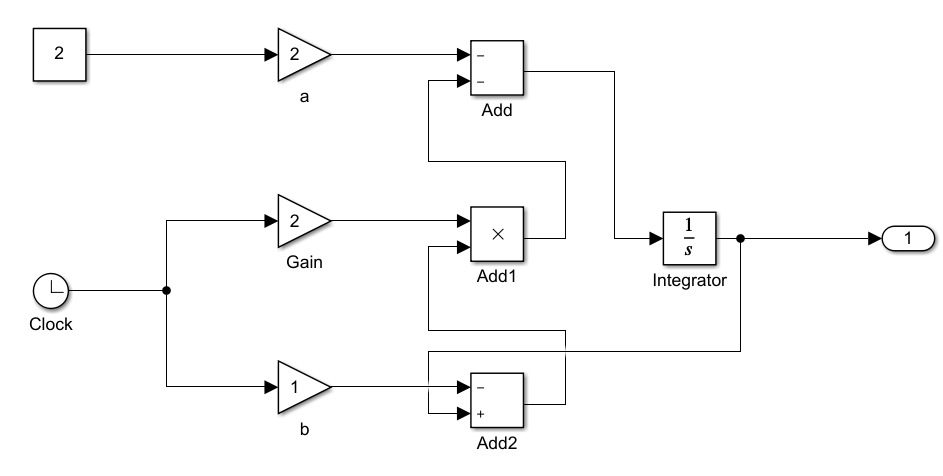 2
2
a
−
−
Add
2
Gain
×
Add1
1
s
Integrator
1
Clock
1
b
−
+
Add2